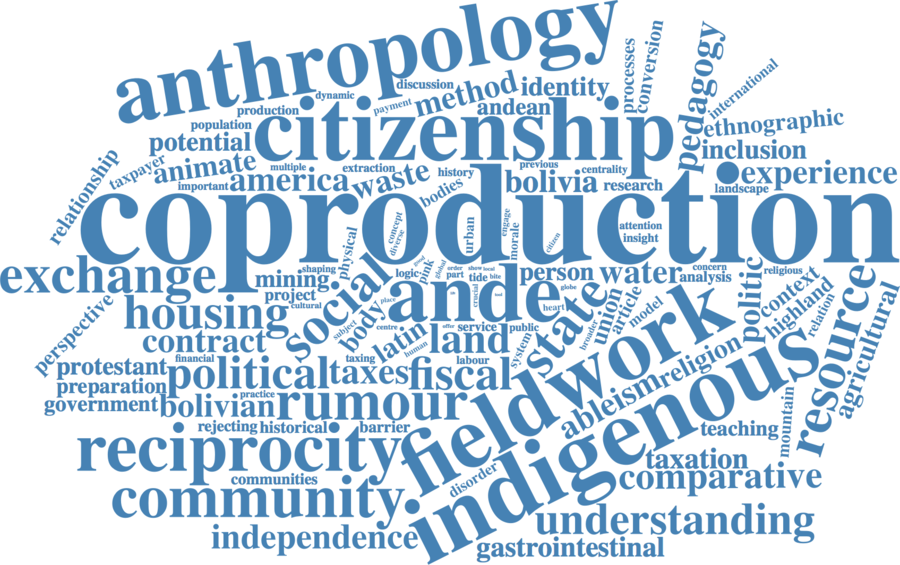 anthropology
discussion
dynamic
production
payment
method
identity
andean
processes
conversion
pedagogy
international
population
potential
citizenship
ethnographic
inclusion
relationship
taxpayer
animate
multiple
extraction
history
previous
centrality
important
america
waste
bodies
bolivia
research
landscape
experience
coproduction
concept
diverse
urban
engage
morale
citizen
attention
insight
physical
exchange
shaping
mining
project
cultural
social
logic
pink
global
order
part
show
local
tide
bite
crucial
person
globe
water
concern
analysis
religious
ande
heart
politic
context
highland
relation
resource
agricultural
perspective
housing
contract
subject
body
place
centre
latin
human
offer
service
public
land
labour
system
state
broader
union
article
model
protestant
financial
taxing
preparation
political
taxes
fiscal
government
practice
bolivian
rumour
fieldwork
ableism
religion
indigenous
rejecting
historical
barrier
teaching
mountain
reciprocity
communities
disorder
taxation
comparative
community
independence
understanding
gastrointestinal